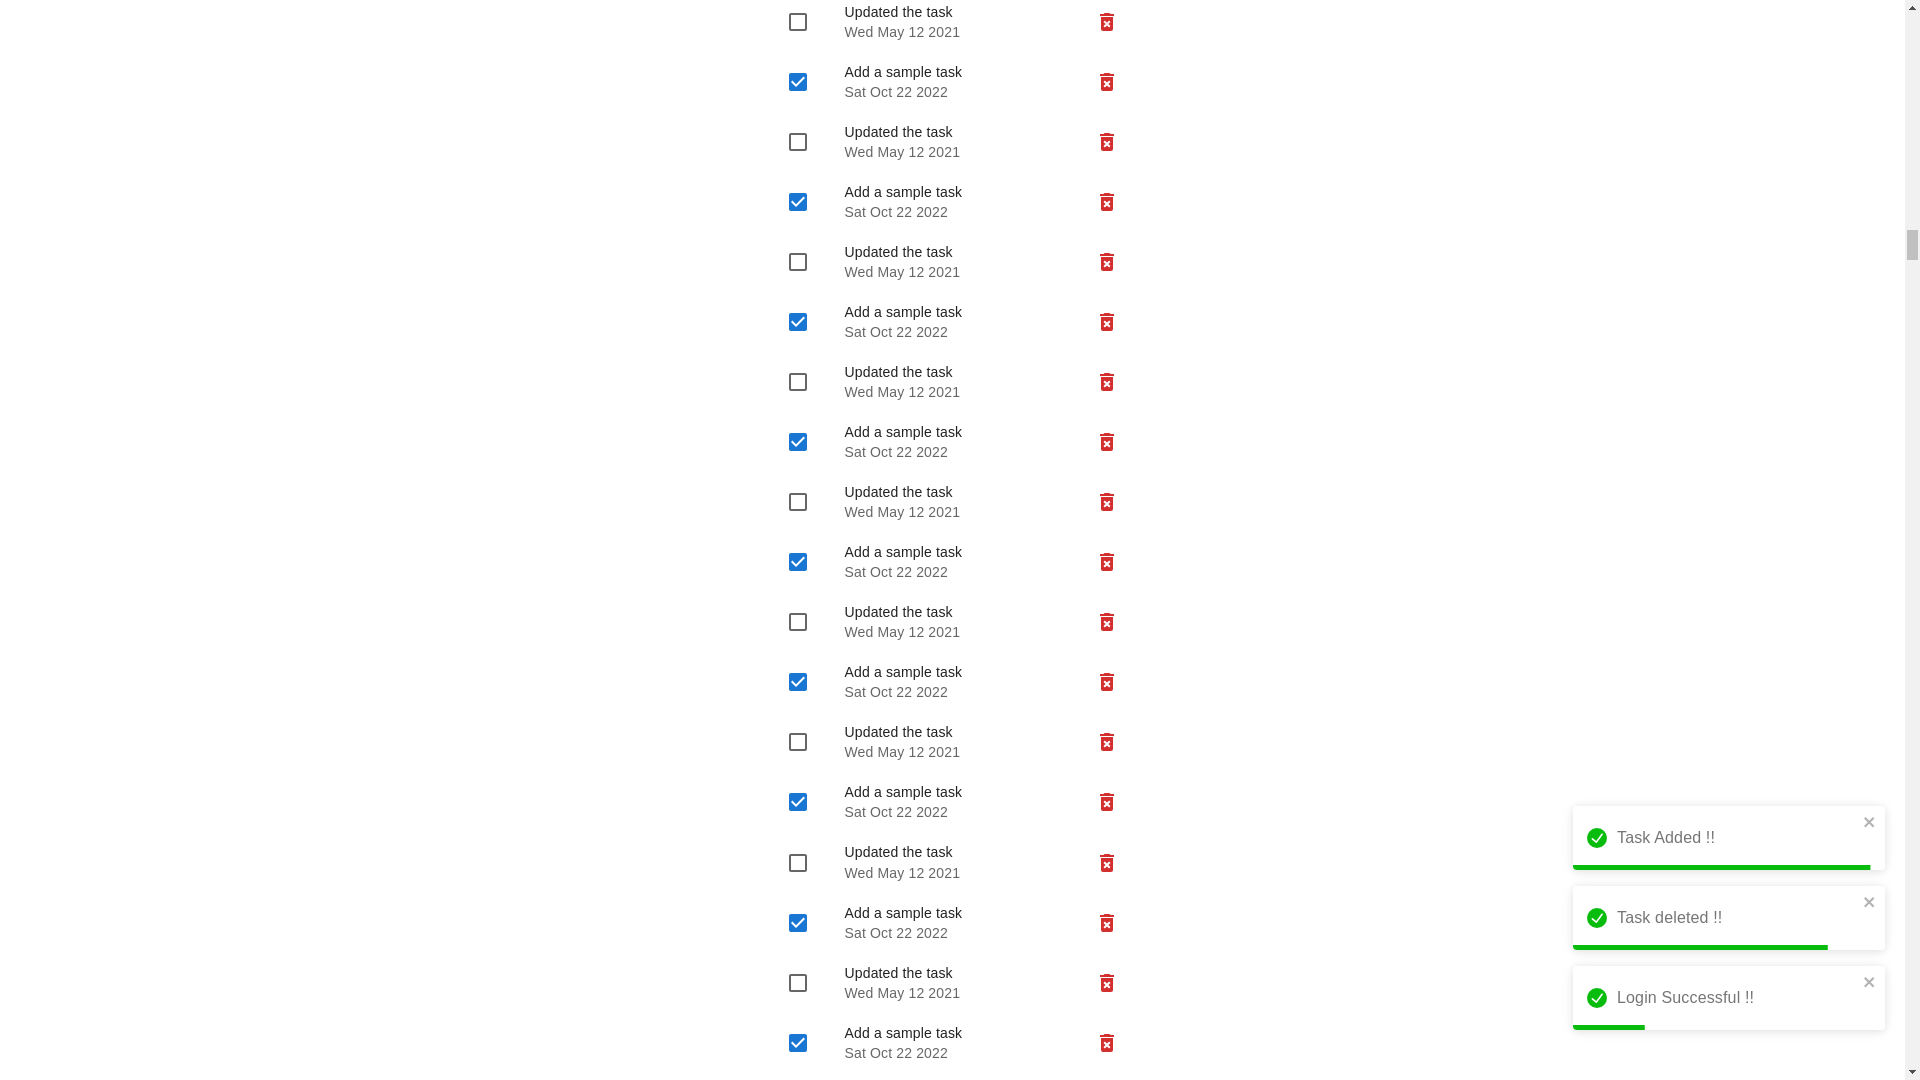 Updated the task
Wed May 12 2021
Add a sample task
Sat Oct 22 2022
Updated the task
Wed May 12 2021
Add a sample task
Sat Oct 22 2022
Updated the task
Wed May 12 2021
Add a sample task
Sat Oct 22 2022
Updated the task
Wed May 12 2021
Add a sample task
Sat Oct 22 2022
Updated the task
Wed May 12 2021
Add a sample task
Sat Oct 22 2022
Updated the task
Wed May 12 2021
Add a sample task
Sat Oct 22 2022
Updated the task
Wed May 12 2021
Add a sample task
Sat Oct 22 2022
Updated the task
Wed May 12 2021
Add a sample task
Sat Oct 22 2022
Updated the task
Wed May 12 2021
Add a sample task
Sat Oct 22 2022
Task Added !!
Task deleted !!
Login Successful !!